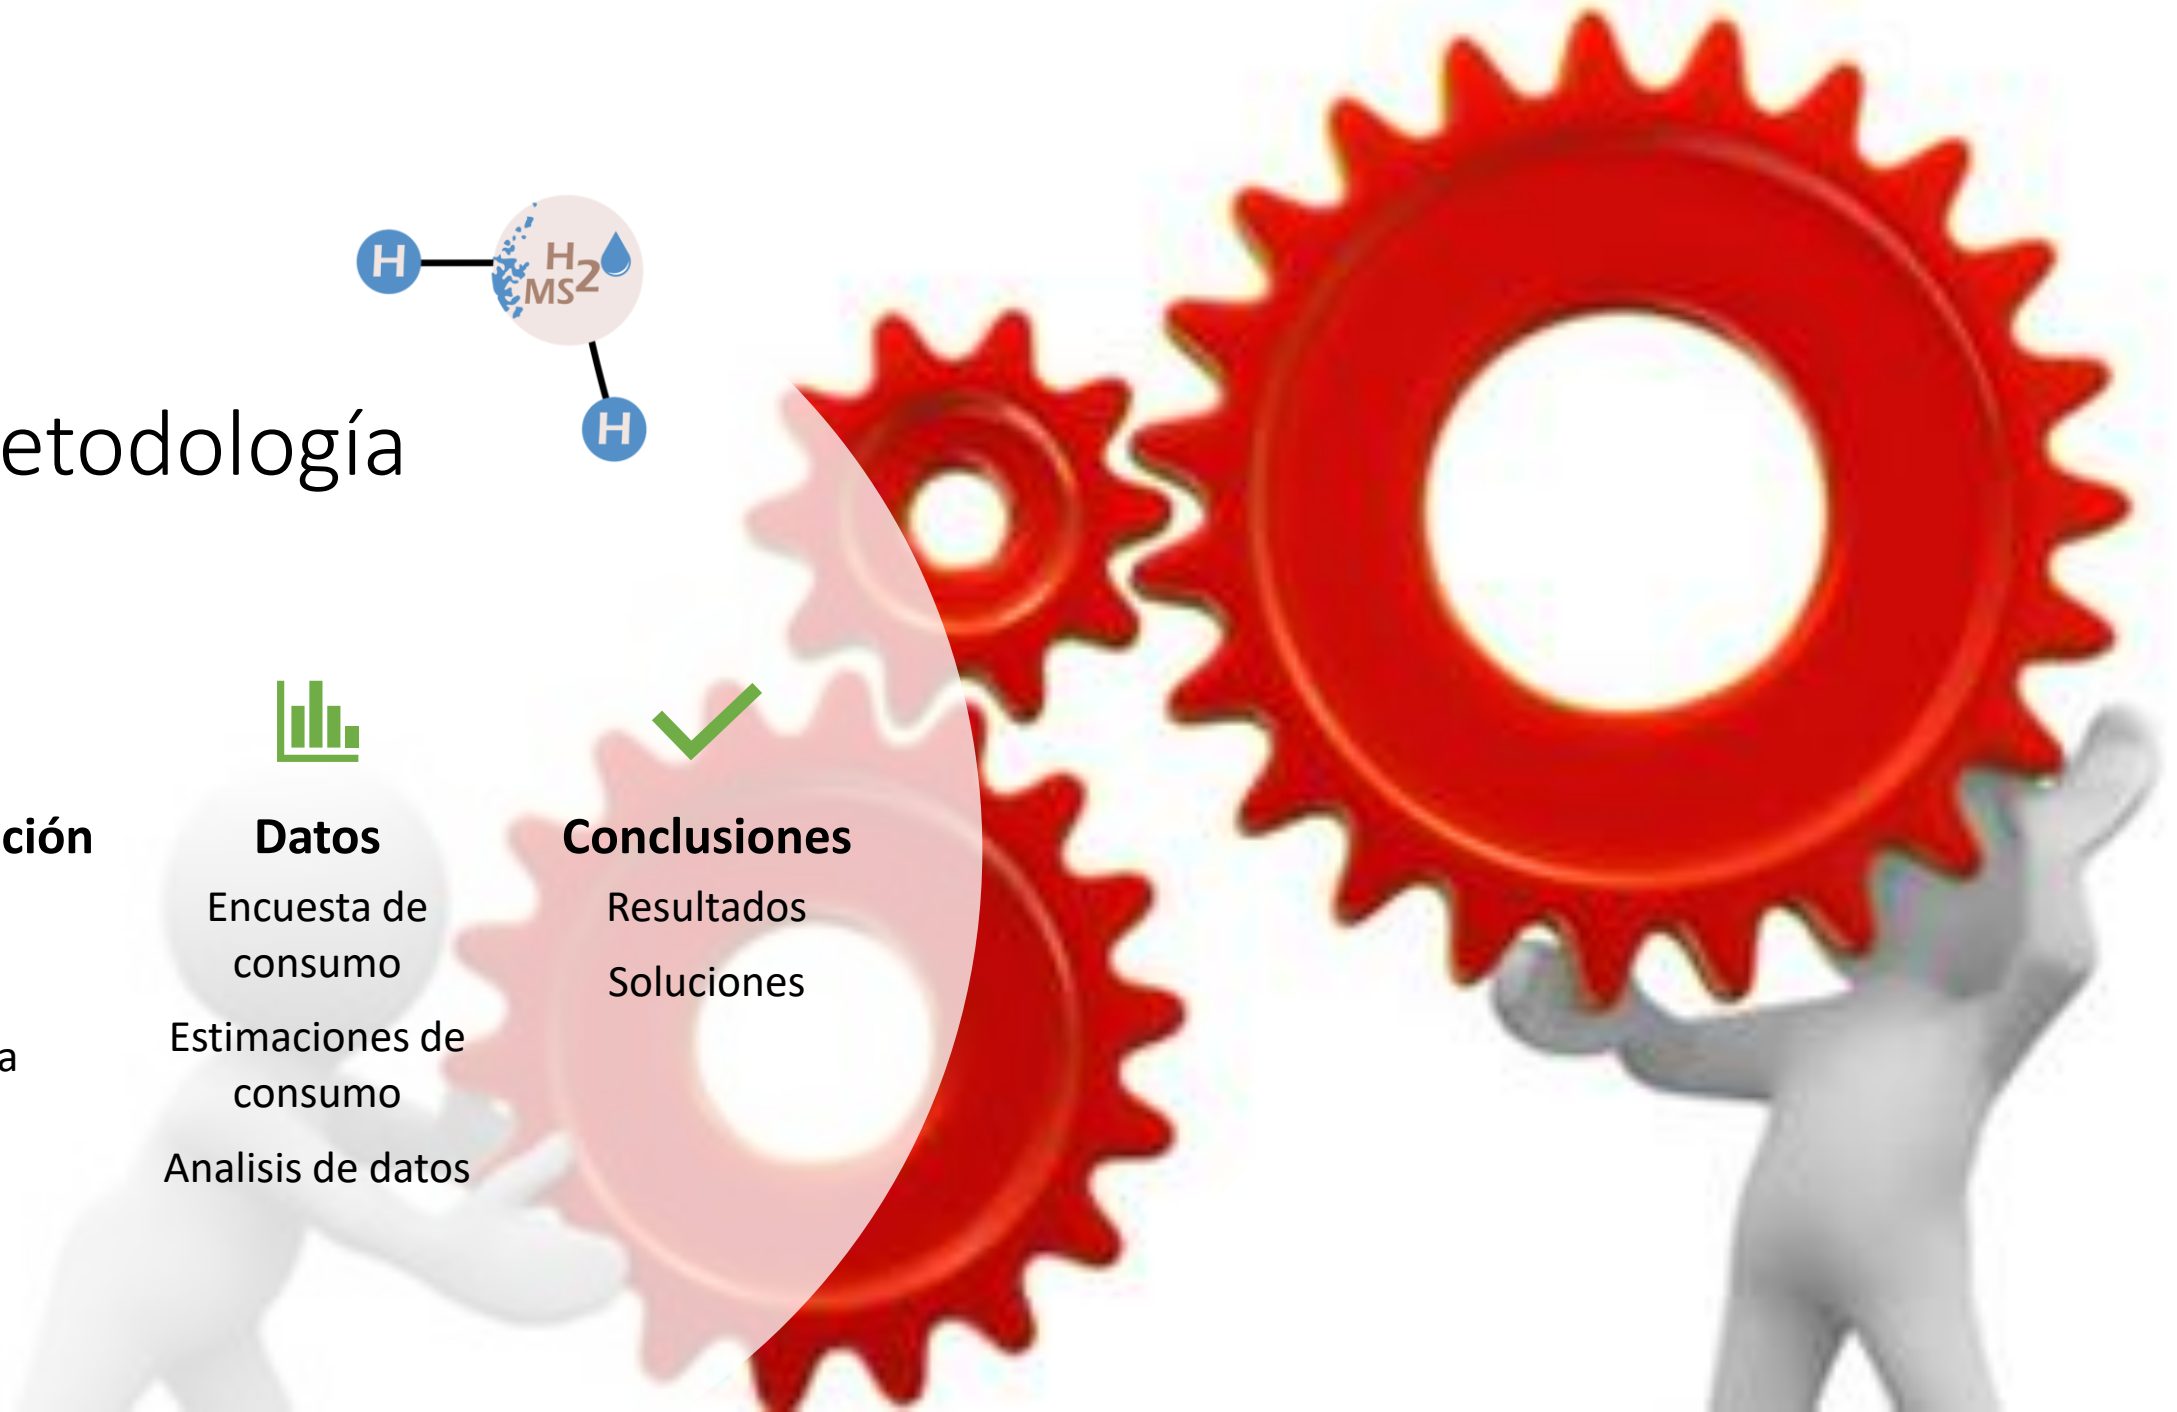 H
H2
MS
H
etodología
ción
Datos
Conclusiones
Encuesta de
consumo
Estimaciones de
consumo
Analisis de datos
Resultados
Soluciones
a